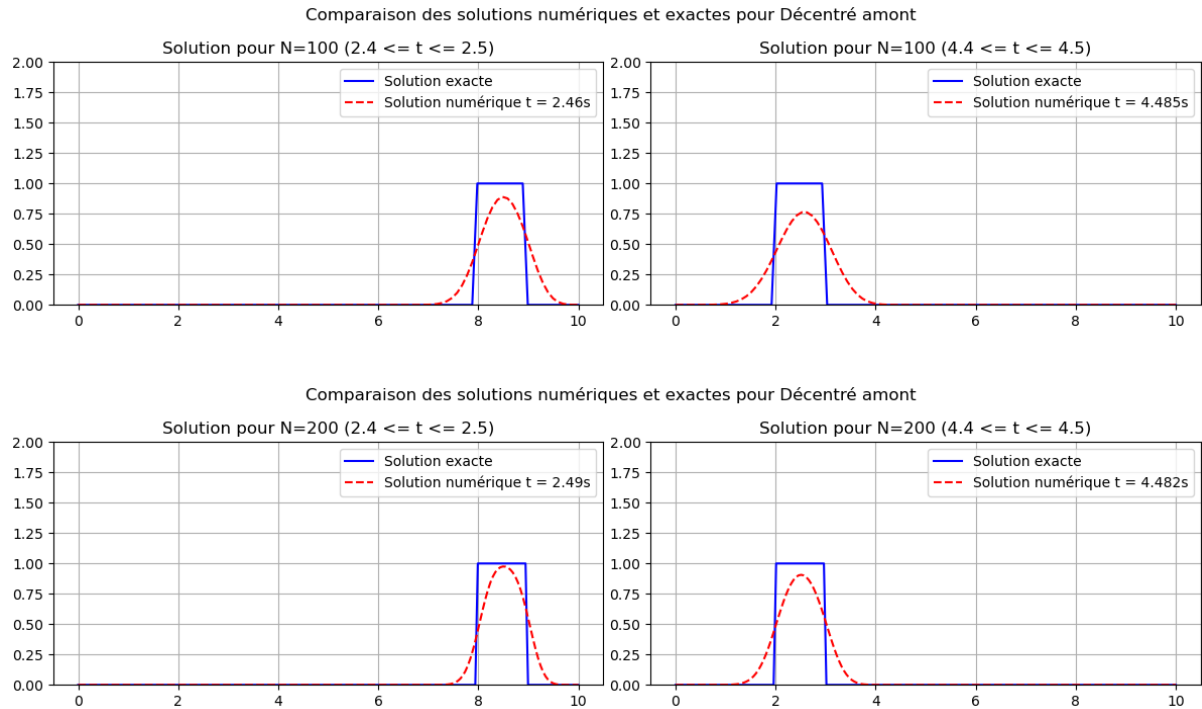 Comparaison des solutions numériques et exactes pour Décentré amont
Solution pour N=100 (2.4 <= t <= 2.5)
2.00
1.75
1.50
1.25
1.00
0.75
0.50
0.25
0.00
Solution exacte
Solution numérique t = 2.46s
0 2 4 6 8 10
Solution pour N=100 (4.4 <= t <= 4.5)
2.00
1.75
1.50
1.25
1.00
0.75
0.50
0.25
0.00
Solution exacte
Solution numérique t = 4.485s
0 2 4 6 8 10
Comparaison des solutions numériques et exactes pour Décentré amont
Solution pour N=200 (2.4 <= t <= 2.5)
2.00
1.75
1.50
1.25
1.00
0.75
0.50
0.25
0.00
Solution exacte
Solution numérique t = 2.49s
0 2 4 6 8 10
Solution pour N=200 (4.4 <= t <= 4.5)
2.00
1.75
1.50
1.25
1.00
0.75
0.50
0.25
0.00
Solution exacte
Solution numérique t = 4.482s
0 2 4 6 8 10